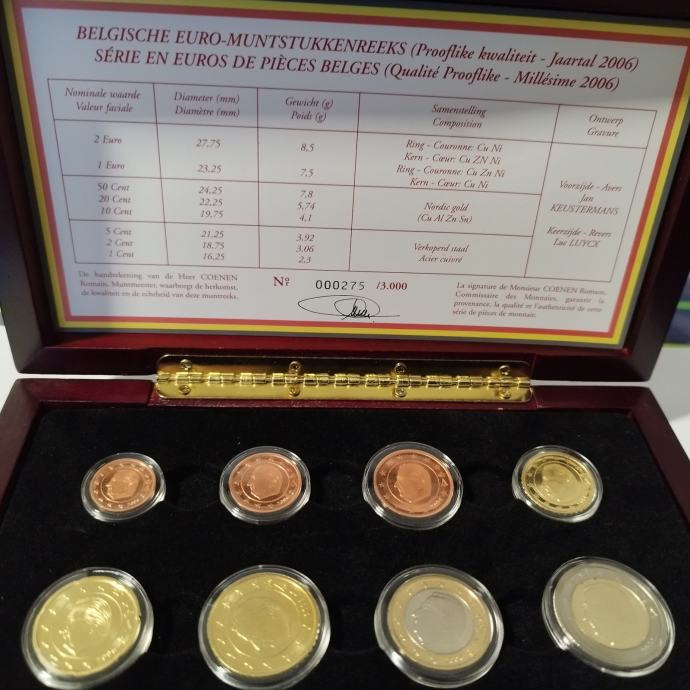 BELGISCHE EURO-MUNTSTUKKENREEKS (Prooflike kwaliteit - Jaartal 2006)
SÉRIE EN EUROS DE PIÈCES BELGES (Qualité Prooflike - Millésime 2006)
Nominale waarde Diameter (mm) Gewicht (g) Samenstelling Ontwerp
Valeur faciale Diamètre (mm) Poids (g) Composition Gravure
2 Euro 27,75 8,5 Ring - Couronne: Cu Ni
Kern - Cœur: Cu ZN Ni
1 Euro 23,25 7,5 Ring - Couronne: Cu Zn Ni
Kern - Cœur: Cu Ni
50 Cent 24,25 7,8 Nordic gold
20 Cent 22,25 5,74 (Cu Al Zn Sn)
10 Cent 19,75 4,1
5 Cent 21,25 3,92 Verkoperd staal
2 Cent 18,75 3,06 Acier cuivré
1 Cent 16,25 2,3
Voorzijde - Avers
Jan
KEUSTERMANS
Keerzijde - Revers
Luc LUYCX
De handtekening van de Heer COENEN
Romain, Muntmeester, waarborgt de herkomst,
de kwaliteit en de echtheid van deze muntreeks.
Nor 000275 /3.000
La signature de Monsieur COENEN Romain,
Commissaire des Monnaies, garantit la
provenance, la qualité et l'authenticité de cette
série de pièces de monnaie.